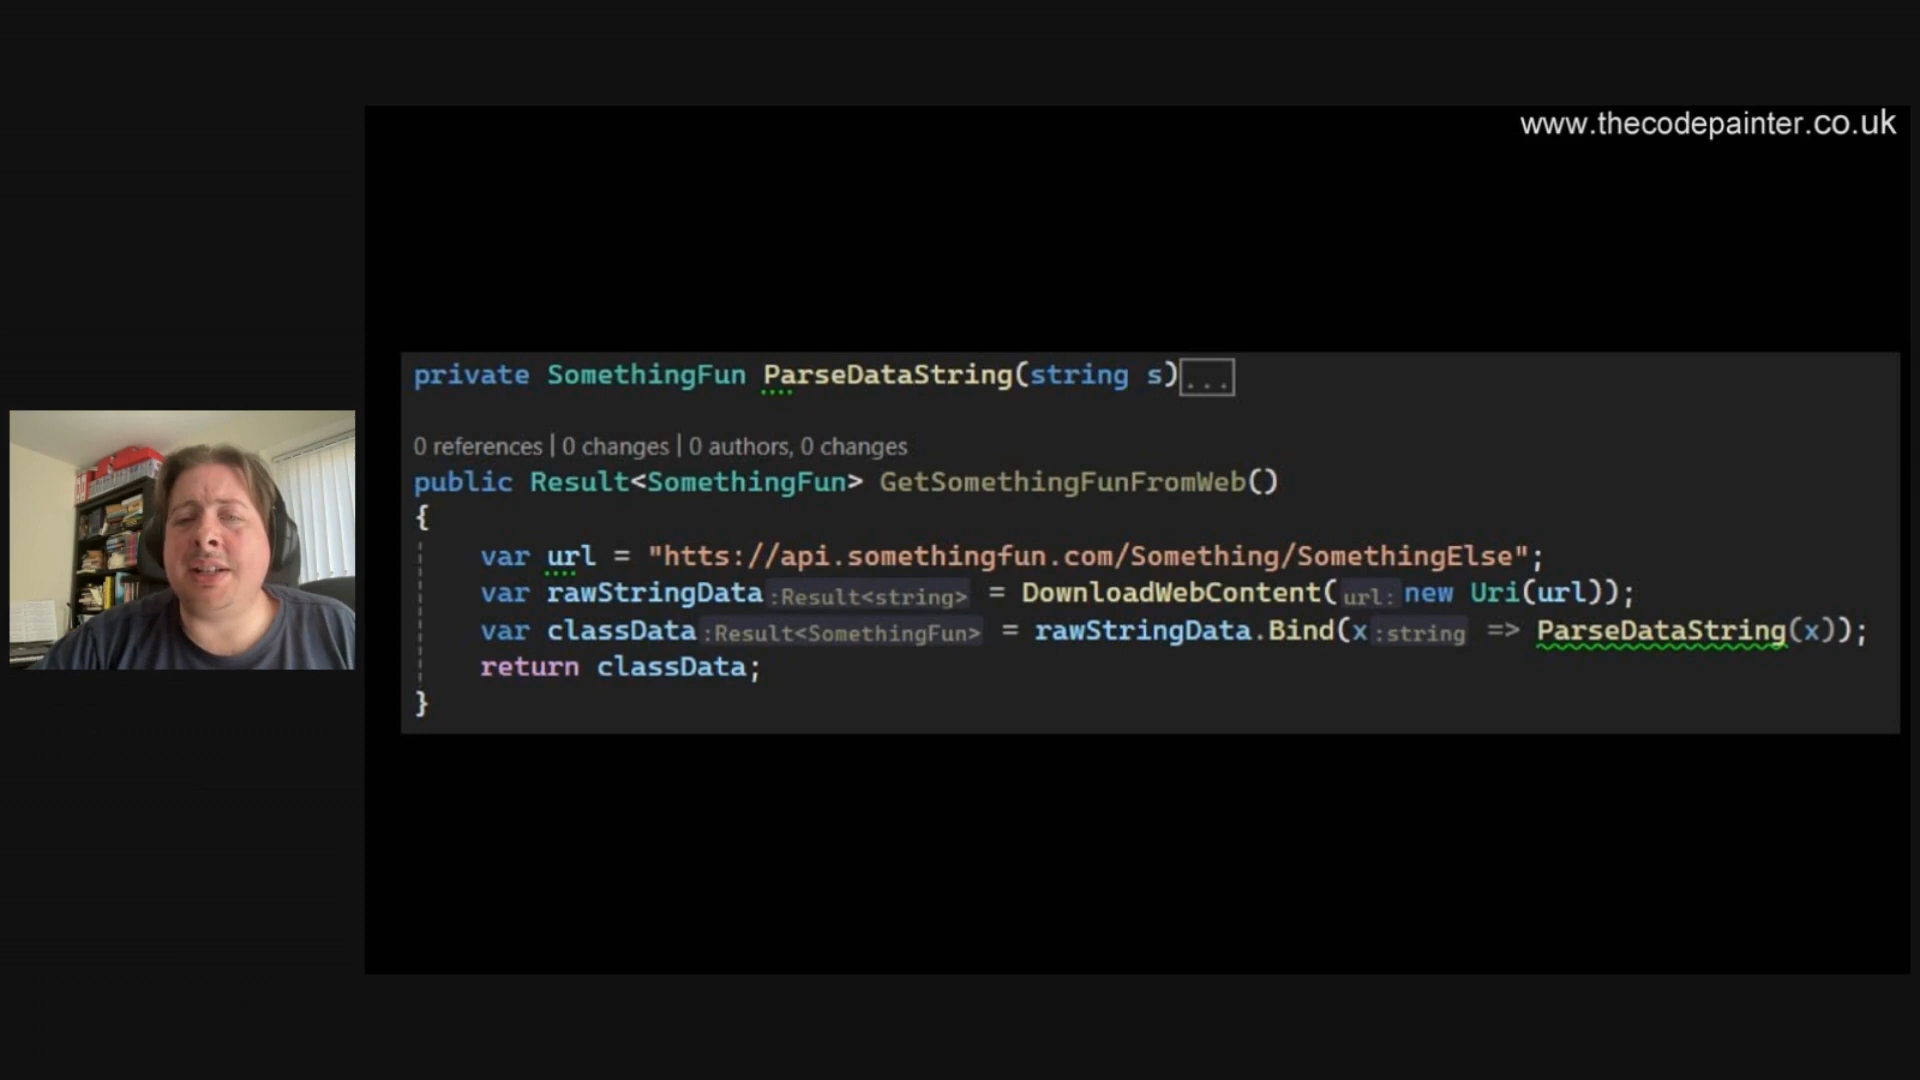 www.thecodepainter.co.uk
private SomethingFun ParseDataString(string s)...
0 references | 0 changes | 0 authors, 0 changes
public Result<SomethingFun> GetSomethingFunFromWeb()
{
var url = "htts://api.somethingfun.com/Something/SomethingElse";
var rawStringData :Result<string> = DownloadWebContent( url: new Uri(url));
var classData :Result<SomethingFun> = rawStringData.Bind(x :string => ParseDataString(x));
return classData;
}